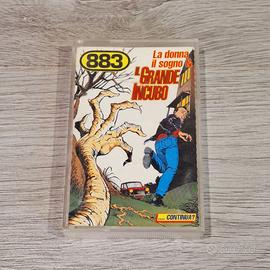 883
La donna
il sogno &
IL GRANDE
INCUBO
... CONTINUA?